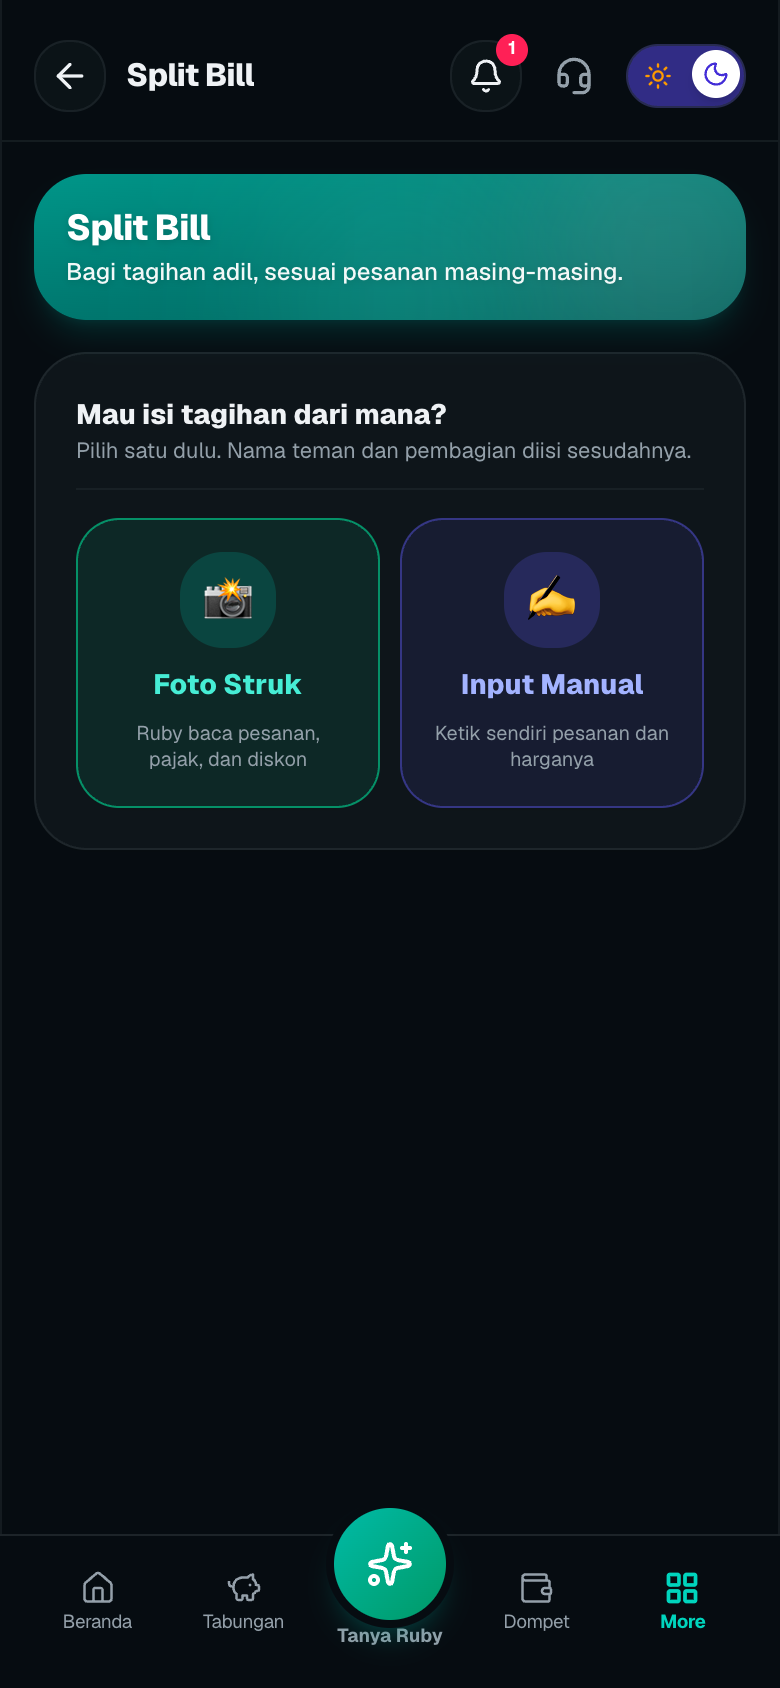 Split Bill
1
Split Bill
Bagi tagihan adil, sesuai pesanan masing-masing.
Mau isi tagihan dari mana?
Pilih satu dulu. Nama teman dan pembagian diisi sesudahnya.
Foto Struk
Ruby baca pesanan,
pajak, dan diskon
Input Manual
Ketik sendiri pesanan dan
harganya
Beranda
Tabungan
Tanya Ruby
Dompet
More